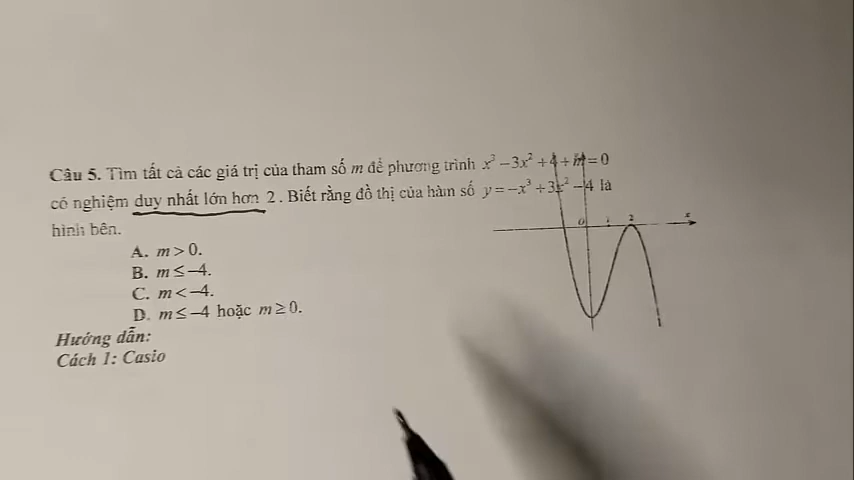 Câu 5. Tìm tất cả các giá trị của tham số m để phương trình x³ − 3x² + 4 + m = 0
có nghiệm duy nhất lớn hơn 2. Biết rằng đồ thị của hàm số y = −x³ + 3x² − 4 là
hình bên.
O 1 2 x
A. m > 0.
B. m ≤ −4.
C. m < −4.
D. m ≤ −4 hoặc m ≥ 0.
Hướng dẫn:
Cách 1: Casio